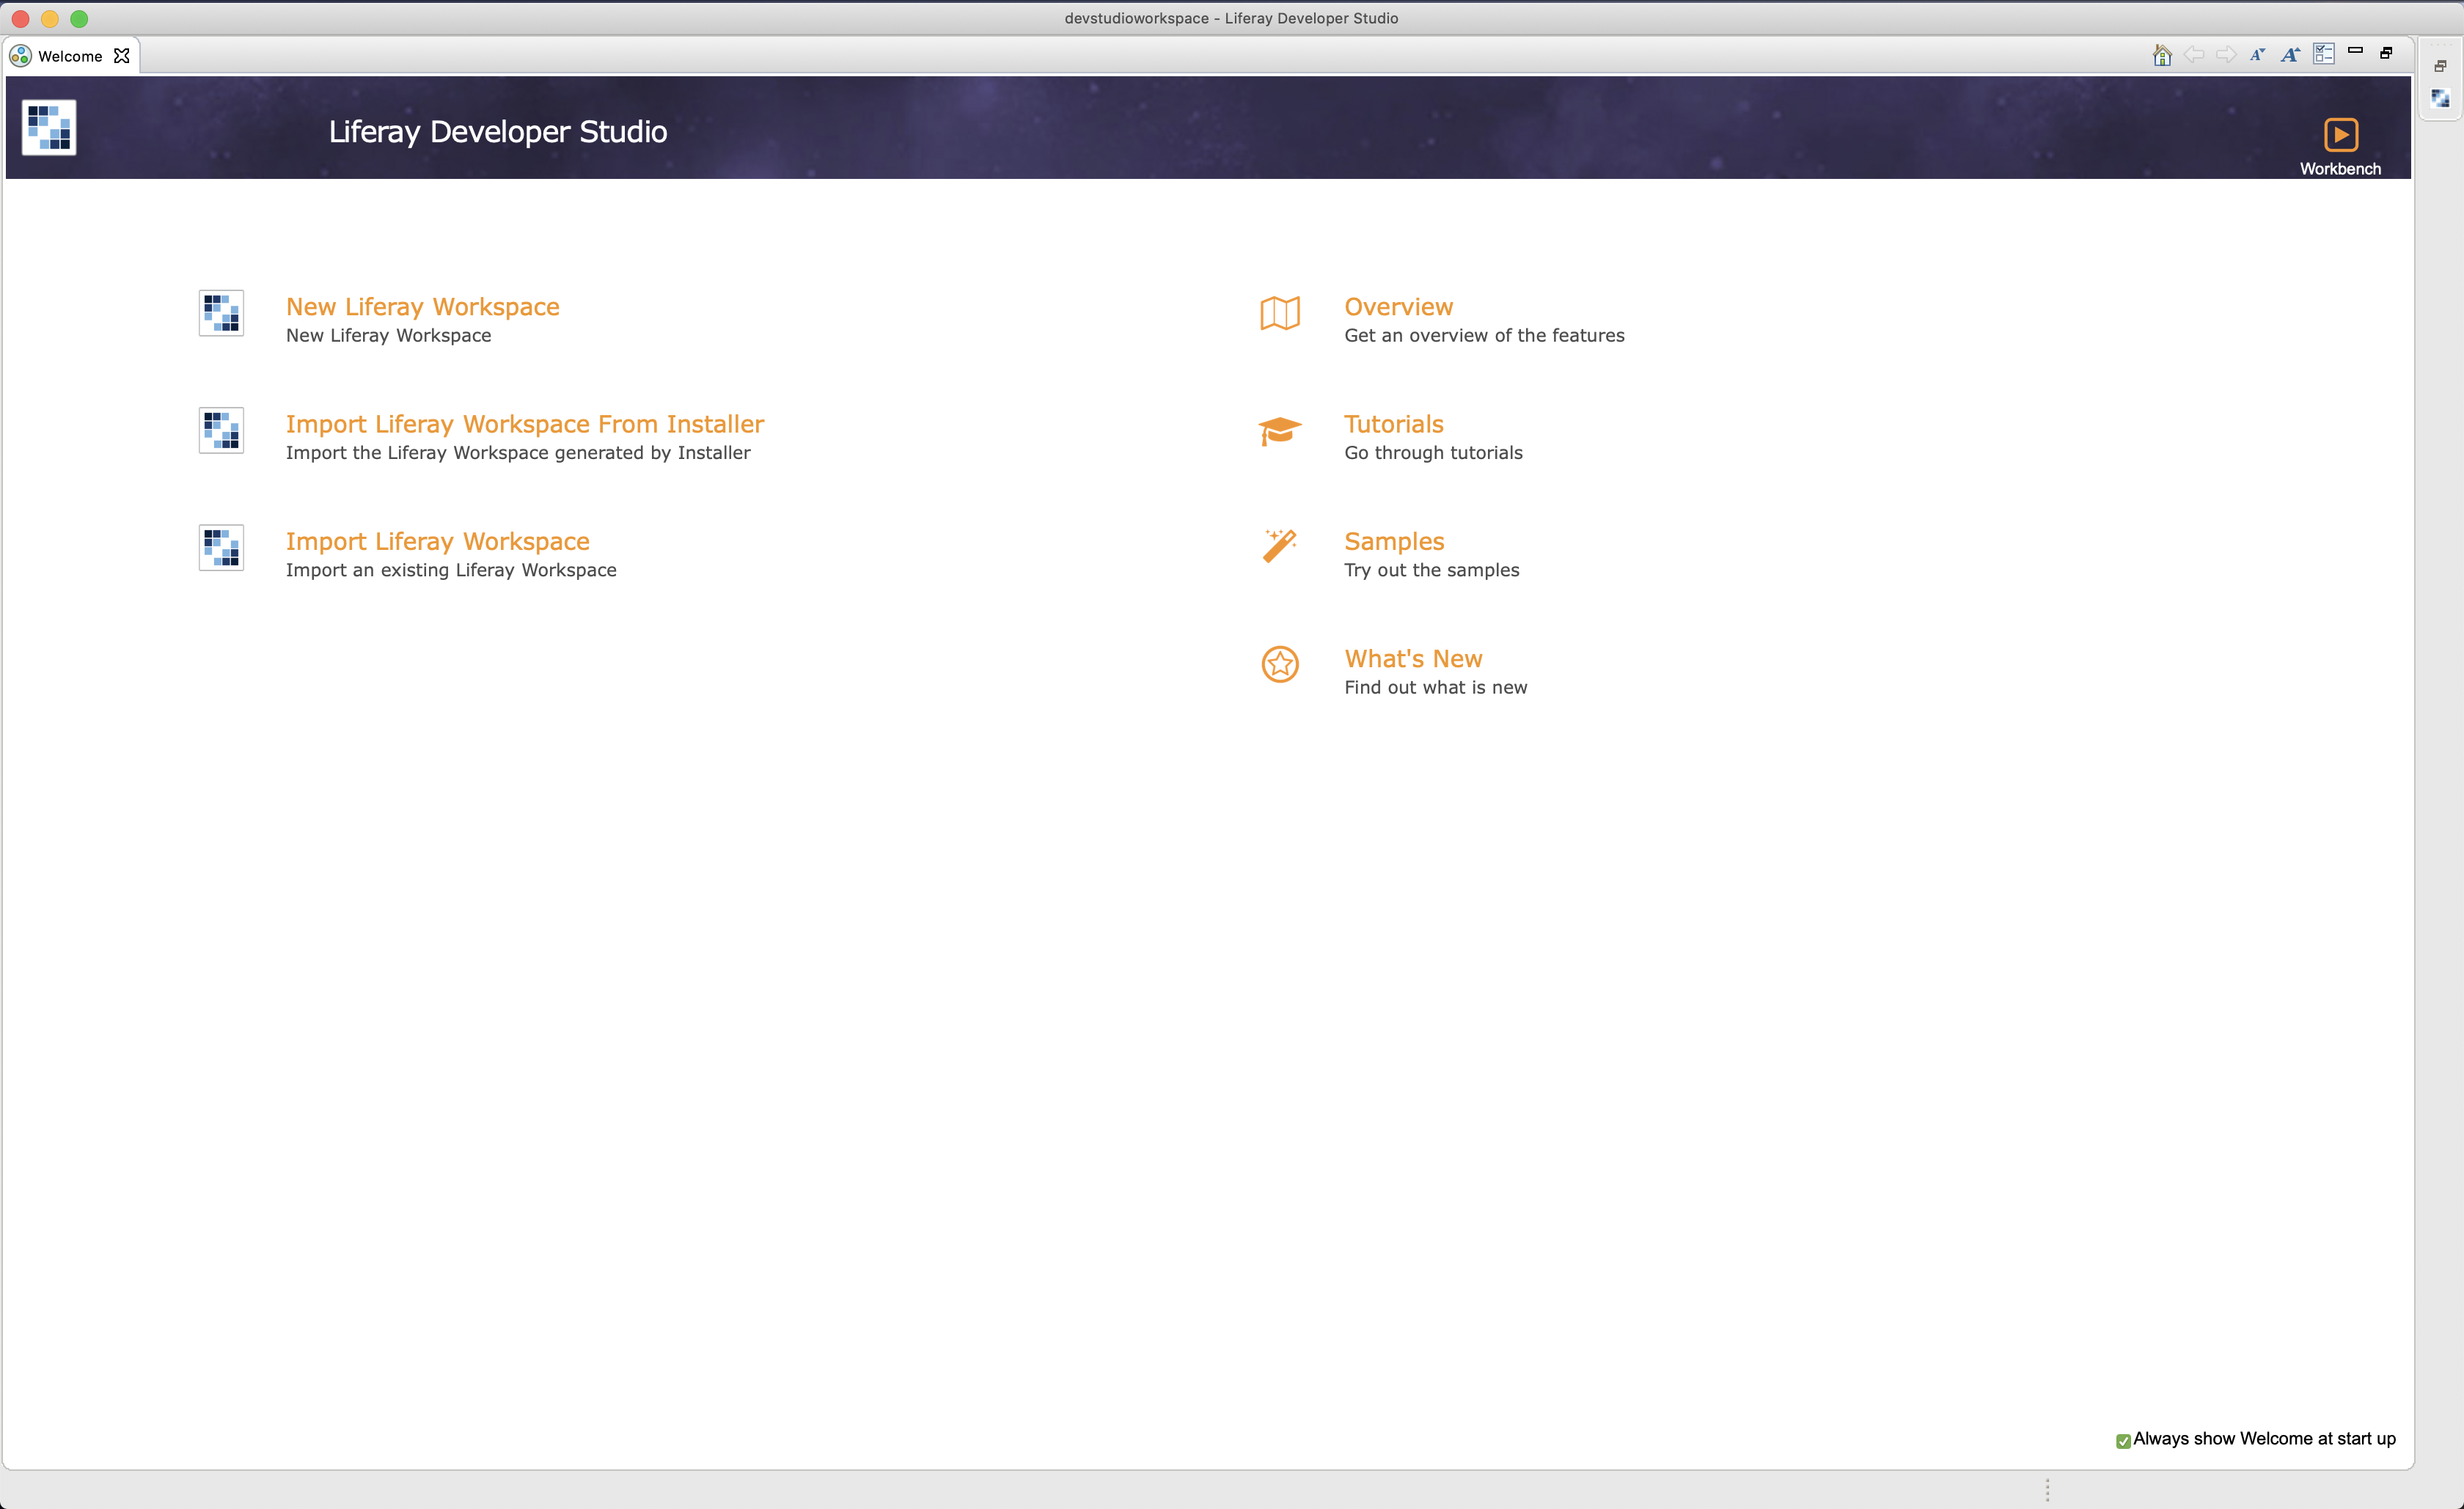 devstudioworkspace - Liferay Developer Studio
Welcome
Liferay Developer Studio
Workbench
New Liferay Workspace
New Liferay Workspace
Import Liferay Workspace From Installer
Import the Liferay Workspace generated by Installer
Import Liferay Workspace
Import an existing Liferay Workspace
Overview
Get an overview of the features
Tutorials
Go through tutorials
Samples
Try out the samples
What's New
Find out what is new
Always show Welcome at start up